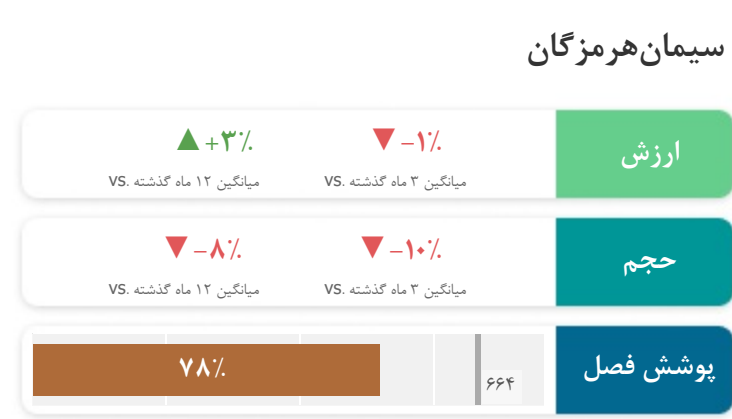 سیمان‌هرمزگان
ارزش
-۱٪ +۳٪
میانگین ۳ ماه گذشته .VS میانگین ۱۲ ماه گذشته .VS
حجم
-۱۰٪ -۸٪
میانگین ۳ ماه گذشته .VS میانگین ۱۲ ماه گذشته .VS
پوشش فصل
۷۸٪
۶۶۴